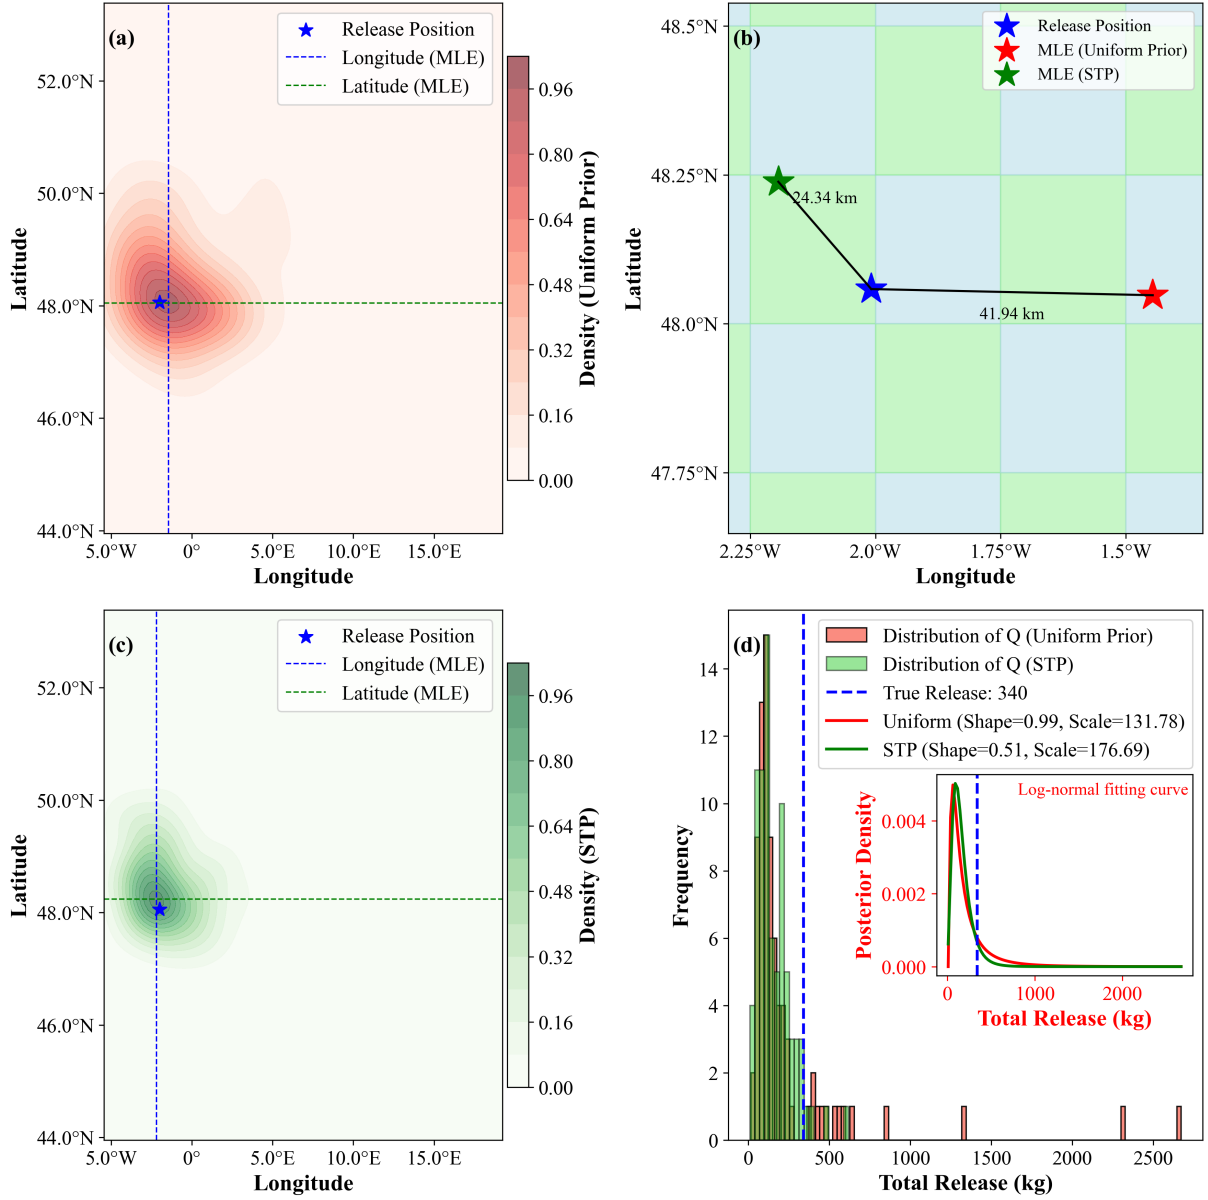 (a)
Release Position
Longitude (MLE)
Latitude (MLE)
52.0°N
50.0°N
48.0°N
46.0°N
44.0°N
Latitude
5.0°W
0°
5.0°E
10.0°E
15.0°E
Longitude
0.96
0.80
0.64
0.48
0.32
0.16
0.00
Density (Uniform Prior)
(b)
Release Position
MLE (Uniform Prior)
MLE (STP)
48.5°N
48.25°N
48.0°N
47.75°N
Latitude
24.34 km
41.94 km
2.25°W
2.0°W
1.75°W
1.5°W
Longitude
(c)
Release Position
Longitude (MLE)
Latitude (MLE)
52.0°N
50.0°N
48.0°N
46.0°N
44.0°N
Latitude
5.0°W
0°
5.0°E
10.0°E
15.0°E
Longitude
0.96
0.80
0.64
0.48
0.32
0.16
0.00
Density (STP)
(d)
Distribution of Q (Uniform Prior)
Distribution of Q (STP)
True Release: 340
Uniform (Shape=0.99, Scale=131.78)
STP (Shape=0.51, Scale=176.69)
14
12
10
8
6
4
2
0
Frequency
Log-normal fitting curve
0.004
0.002
0.000
Posterior Density
0
1000
2000
Total Release (kg)
0
500
1000
1500
2000
2500
Total Release (kg)